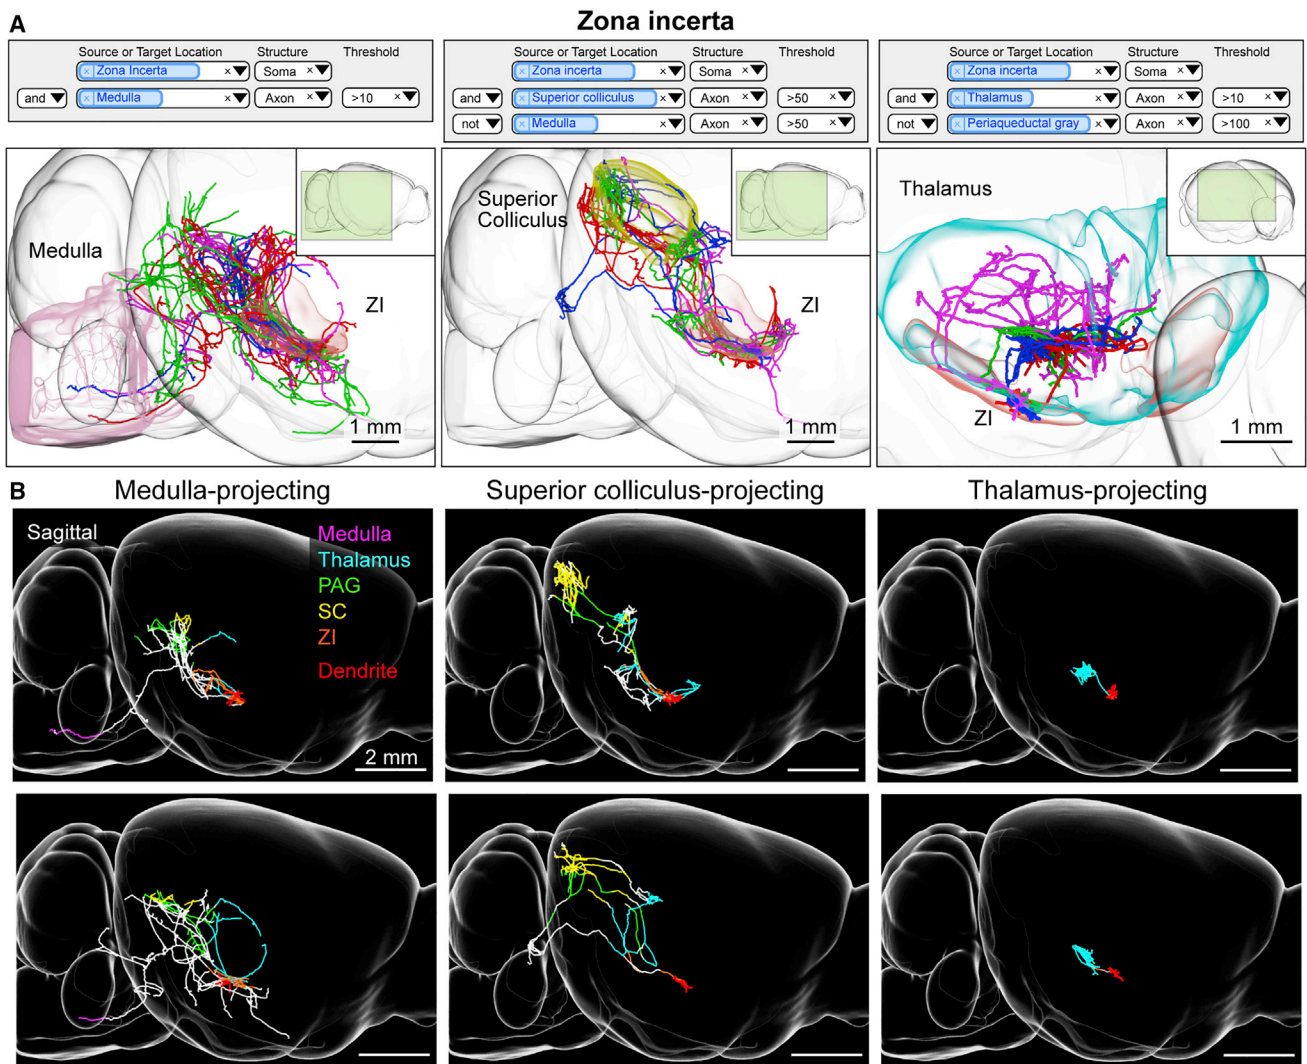 Zona incerta
A
Source or Target Location Structure Threshold
× Zona Incerta × Soma ×
and × Medulla × Axon × >10 ×
Source or Target Location Structure Threshold
× Zona incerta × Soma ×
and × Superior colliculus × Axon × >50 ×
not × Medulla × Axon × >50 ×
Source or Target Location Structure Threshold
× Zona incerta × Soma ×
and × Thalamus × Axon × >10 ×
not × Periaqueductal gray × Axon × >100 ×
Medulla
ZI
1 mm
Superior
Colliculus
ZI
1 mm
Thalamus
ZI
1 mm
B
Medulla-projecting
Superior colliculus-projecting
Thalamus-projecting
Sagittal
Medulla
Thalamus
PAG
SC
ZI
Dendrite
2 mm